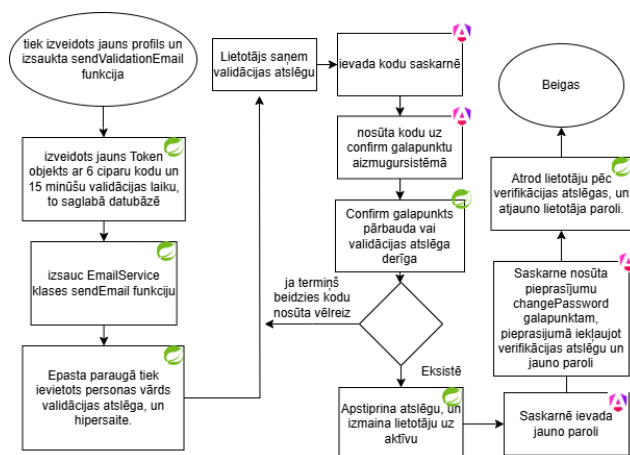 tiek izveidots jauns profils un
izsaukta sendValidationEmail
funkcija
izveidots jauns Token
objekts ar 6 ciparu kodu un
15 minūšu validācijas laiku,
to saglabā datubāzē
izsauc EmailService
klases sendEmail funkciju
Epasta paraugā tiek
ievietots personas vārds
validācijas atslēga, un
hipersaite.
Lietotājs saņem
validācijas atslēgu
ievada kodu saskarnē
nosūta kodu uz
confirm galapunktu
aizmugursistēmā
Confirm galapunkts
pārbauda vai
validācijas atslēga
derīga
ja termiņš
beidzies kodu
nosūta vēlreiz
Eksistē
Apstiprina atslēgu, un
izmaina lietotāju uz
aktīvu
Saskarnē ievada
jauno paroli
Saskarne nosūta
pieprasījumu
changePassword
galapunktam,
pieprasijumā iekļaujot
verifikācijas atslēgu un
jauno paroli
Atrod lietotāju pēc
verifikācijas atslēgas, un
atjauno lietotāja paroli.
Beigas